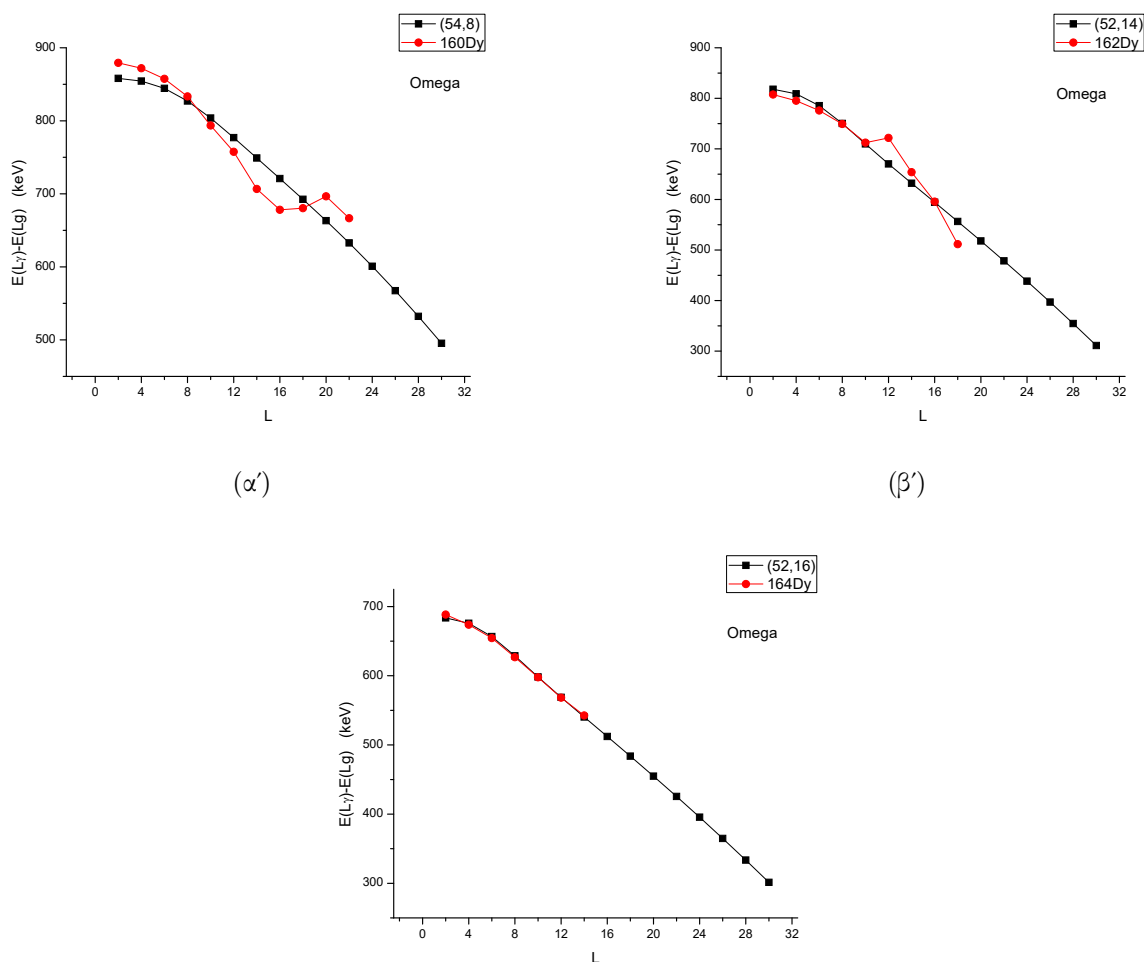 (54,8)
160Dy
Omega
900
800
700
600
500
E(Lγ)-E(Lg) (keV)
0 4 8 12 16 20 24 28 32
L
(α′)
(52,14)
162Dy
Omega
900
800
700
600
500
400
300
E(Lγ)-E(Lg) (keV)
0 4 8 12 16 20 24 28 32
L
(β′)
(52,16)
164Dy
Omega
700
600
500
400
300
E(Lγ)-E(Lg) (keV)
0 4 8 12 16 20 24 28 32
L